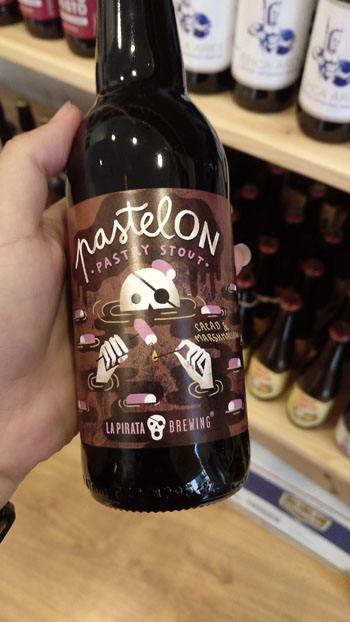 pastelON
·PASTRY STOUT·
CACAO &
MARSHMALLOW
LA PIRATA BREWING®